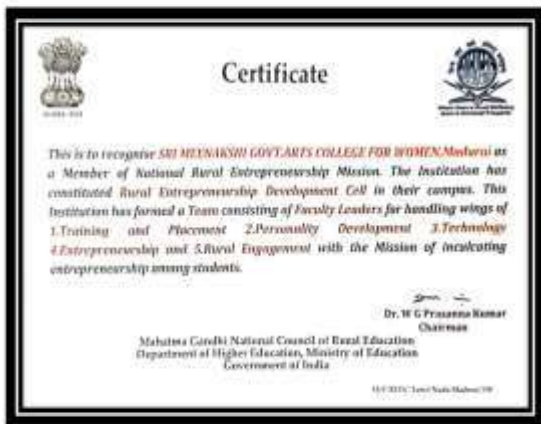 Certificate
This is to recognise SRI MEENAKSHI GOVT.ARTS COLLEGE FOR WOMEN,Madurai as
a Member of National Rural Entrepreneurship Mission. The Institution has
constituted Rural Entrepreneurship Development Cell in their campus. This
Institution has formed a Team consisting of Faculty Leaders for handling wings of
1.Training and Placement 2.Personality Development 3.Technology
4.Entrepreneurship and 5.Rural Engagement with the Mission of inculcating
entrepreneurship among students.
Dr. W G Prasanna Kumar
Chairman
Mahatma Gandhi National Council of Rural Education
Department of Higher Education, Ministry of Education
Government of India